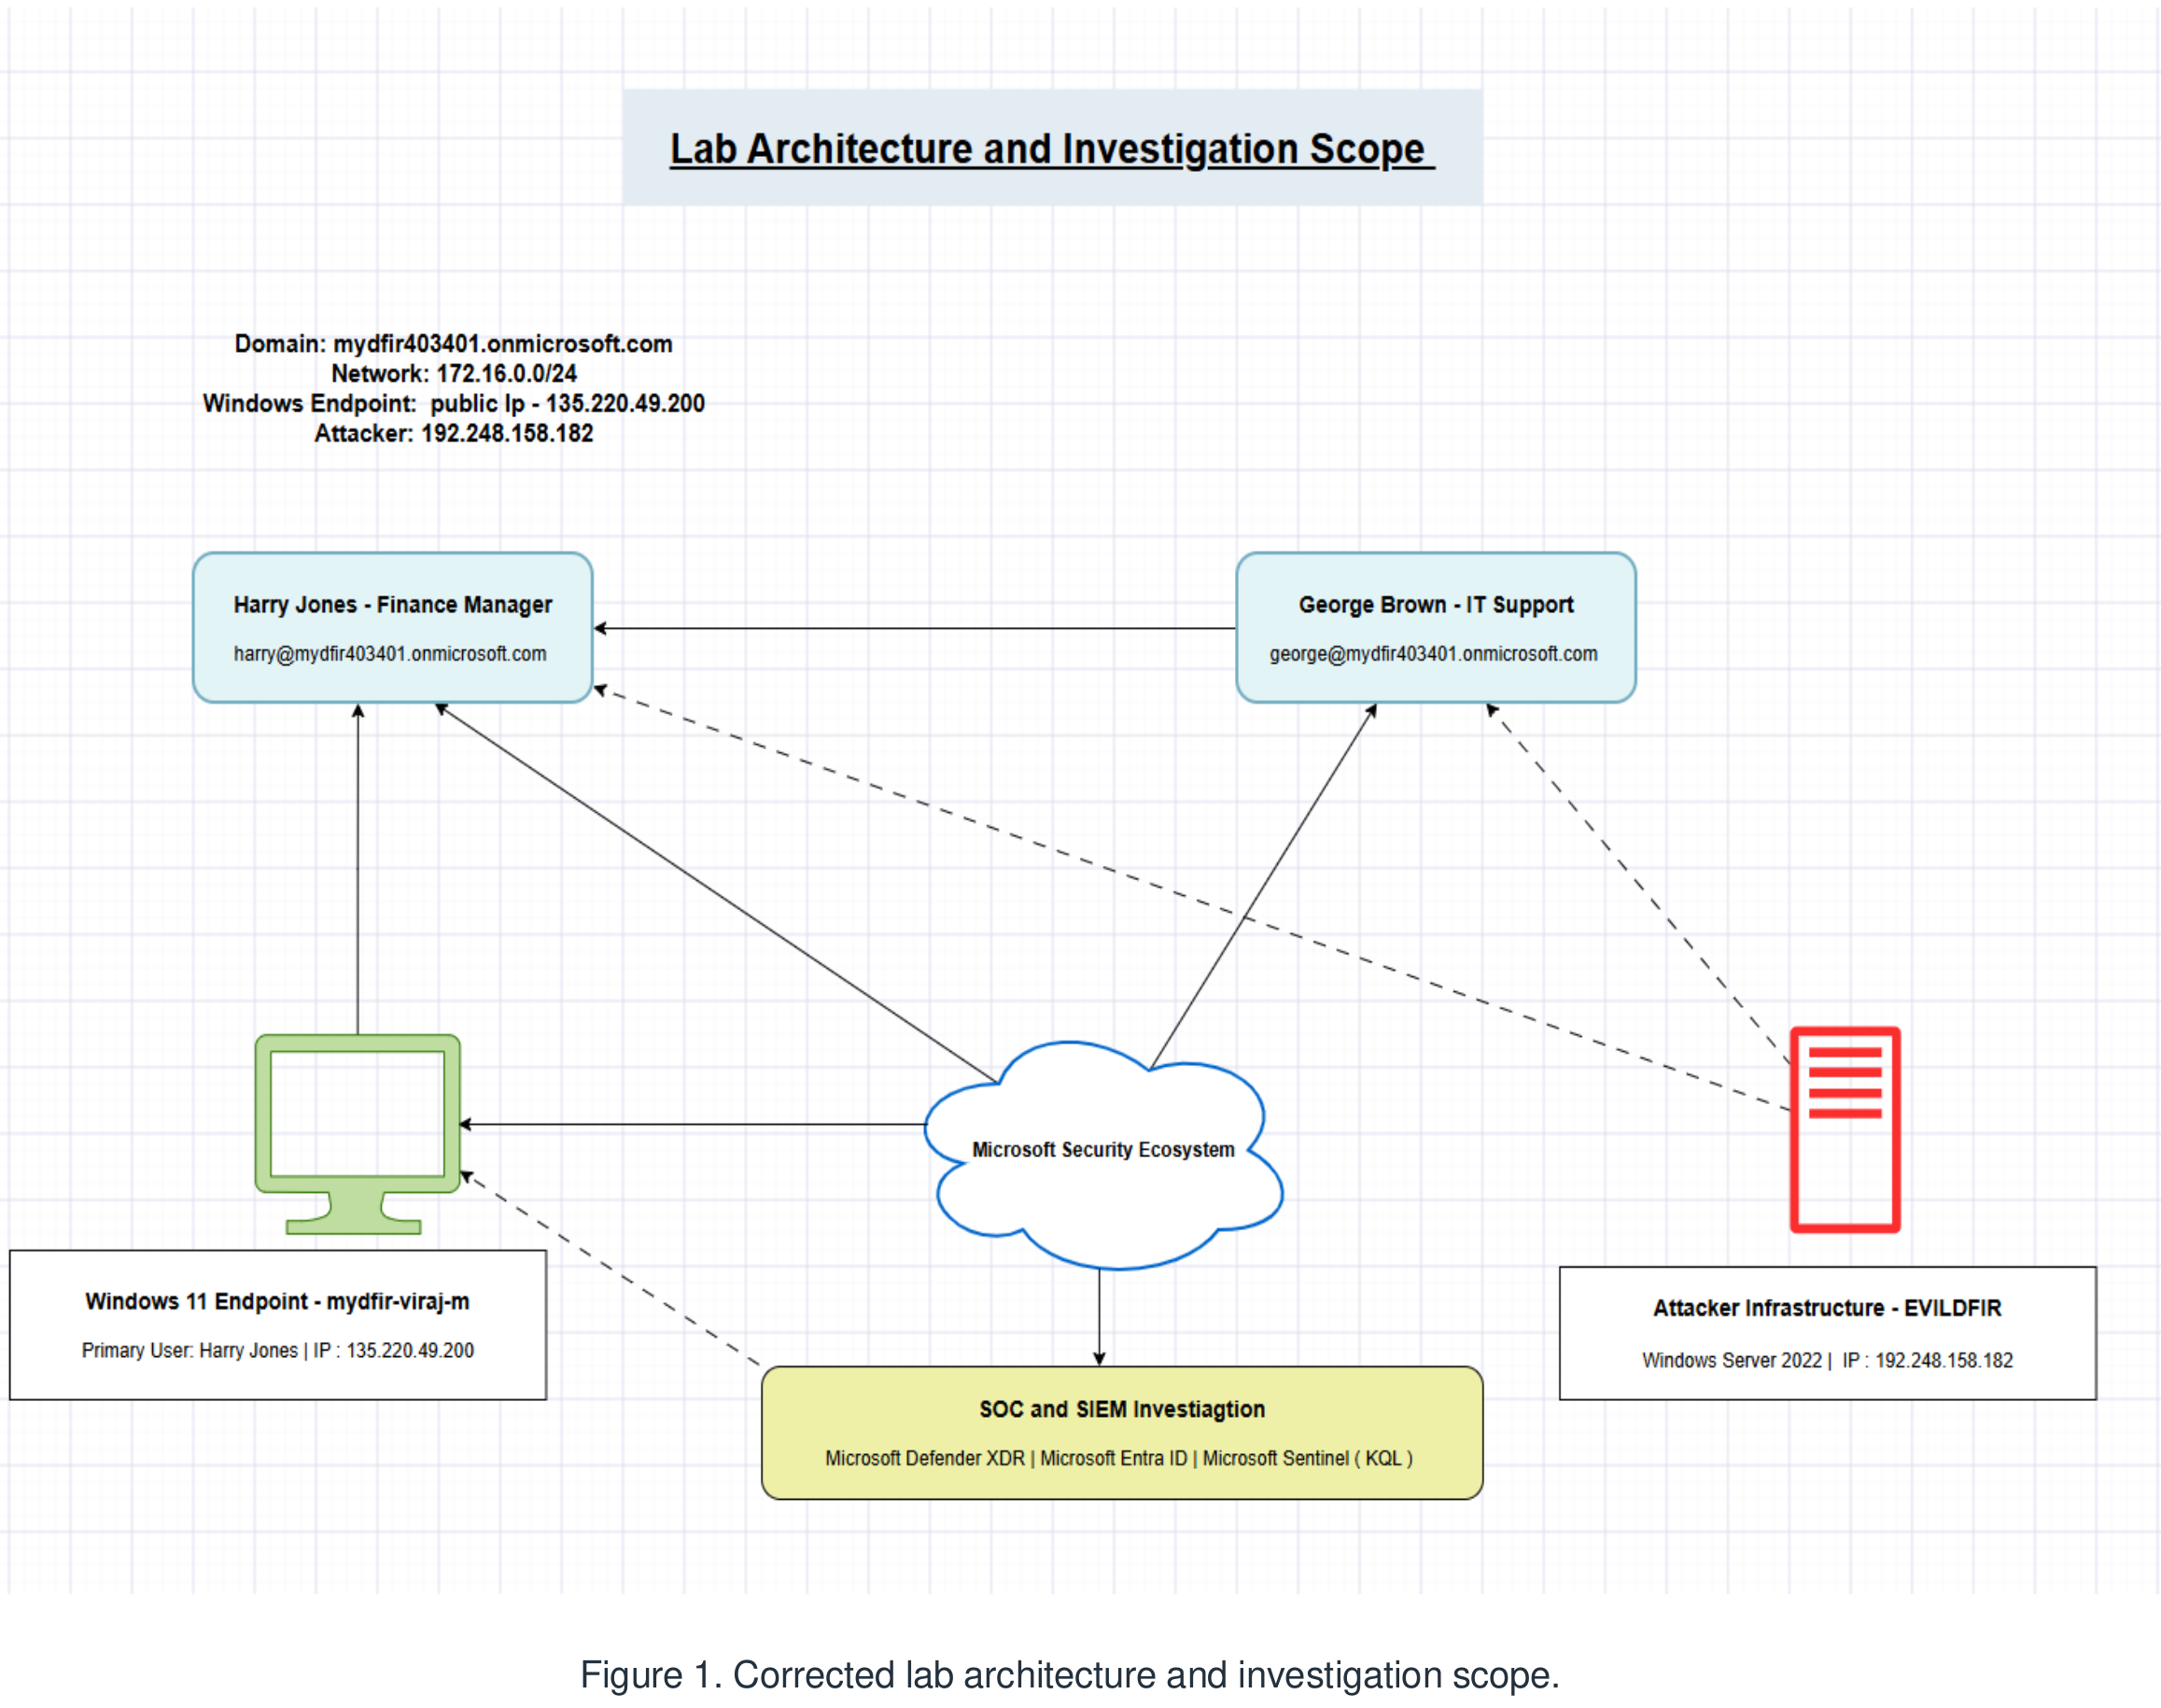 Lab Architecture and Investigation Scope
Domain: mydfir403401.onmicrosoft.com
Network: 172.16.0.0/24
Windows Endpoint:  public Ip - 135.220.49.200
Attacker: 192.248.158.182
Harry Jones - Finance Manager
harry@mydfir403401.onmicrosoft.com
George Brown - IT Support
george@mydfir403401.onmicrosoft.com
Microsoft Security Ecosystem
Windows 11 Endpoint - mydfir-viraj-m
Primary User: Harry Jones | IP : 135.220.49.200
Attacker Infrastructure - EVILDFIR
Windows Server 2022 |  IP : 192.248.158.182
SOC and SIEM Investiagtion
Microsoft Defender XDR | Microsoft Entra ID | Microsoft Sentinel ( KQL )
Figure 1. Corrected lab architecture and investigation scope.